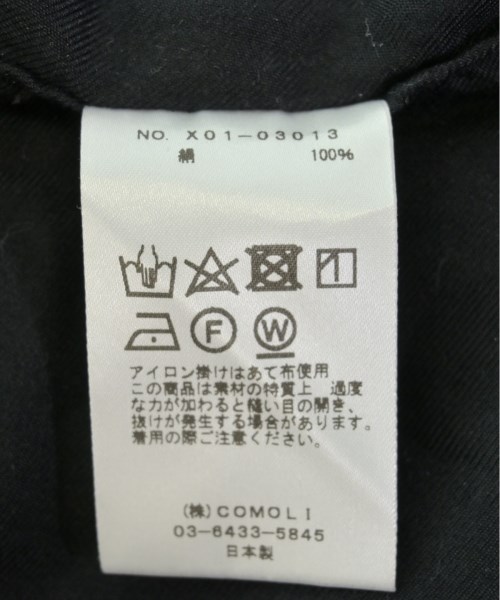 NO. X01-03013
絹 100%
F W
アイロン掛けはあて布使用
この商品は素材の特質上 過度
な力が加わると縫い目の開き、
抜けが発生する場合があります。
着用の際ご注意ください。
(株)COMOLI
03-6433-5845
日本製